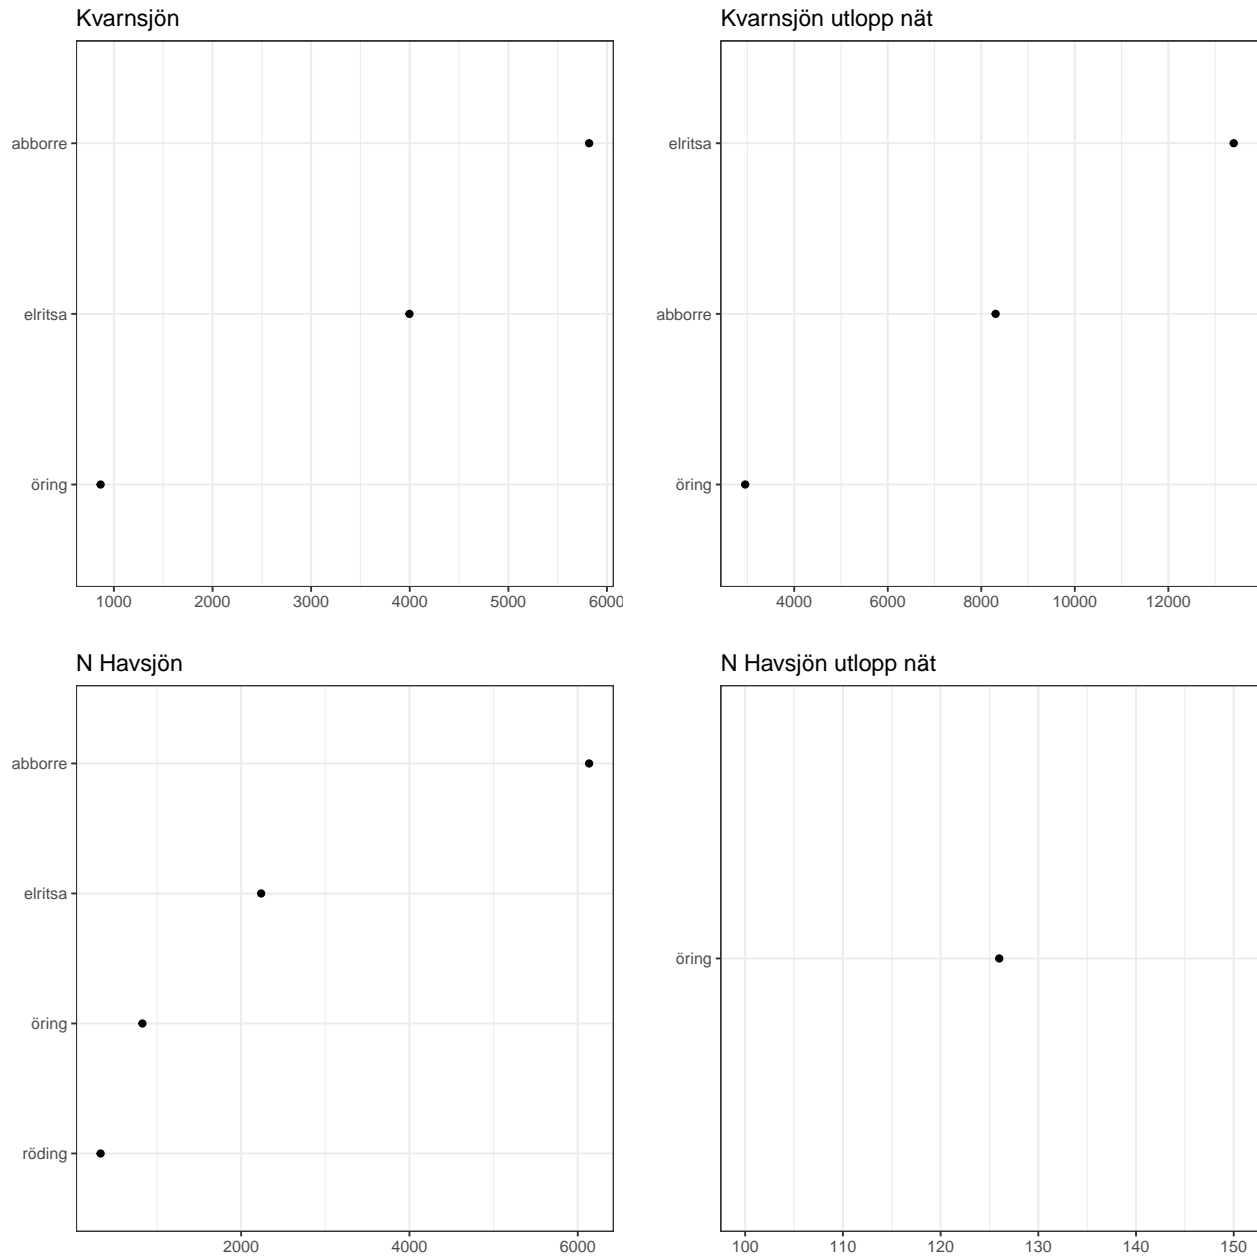 Kvarnsjön
abborre
elritsa
öring
1000 2000 3000 4000 5000 6000
Kvarnsjön utlopp nät
elritsa
abborre
öring
4000 6000 8000 10000 12000
N Havsjön
abborre
elritsa
öring
röding
2000 4000 6000
N Havsjön utlopp nät
öring
100 110 120 130 140 150